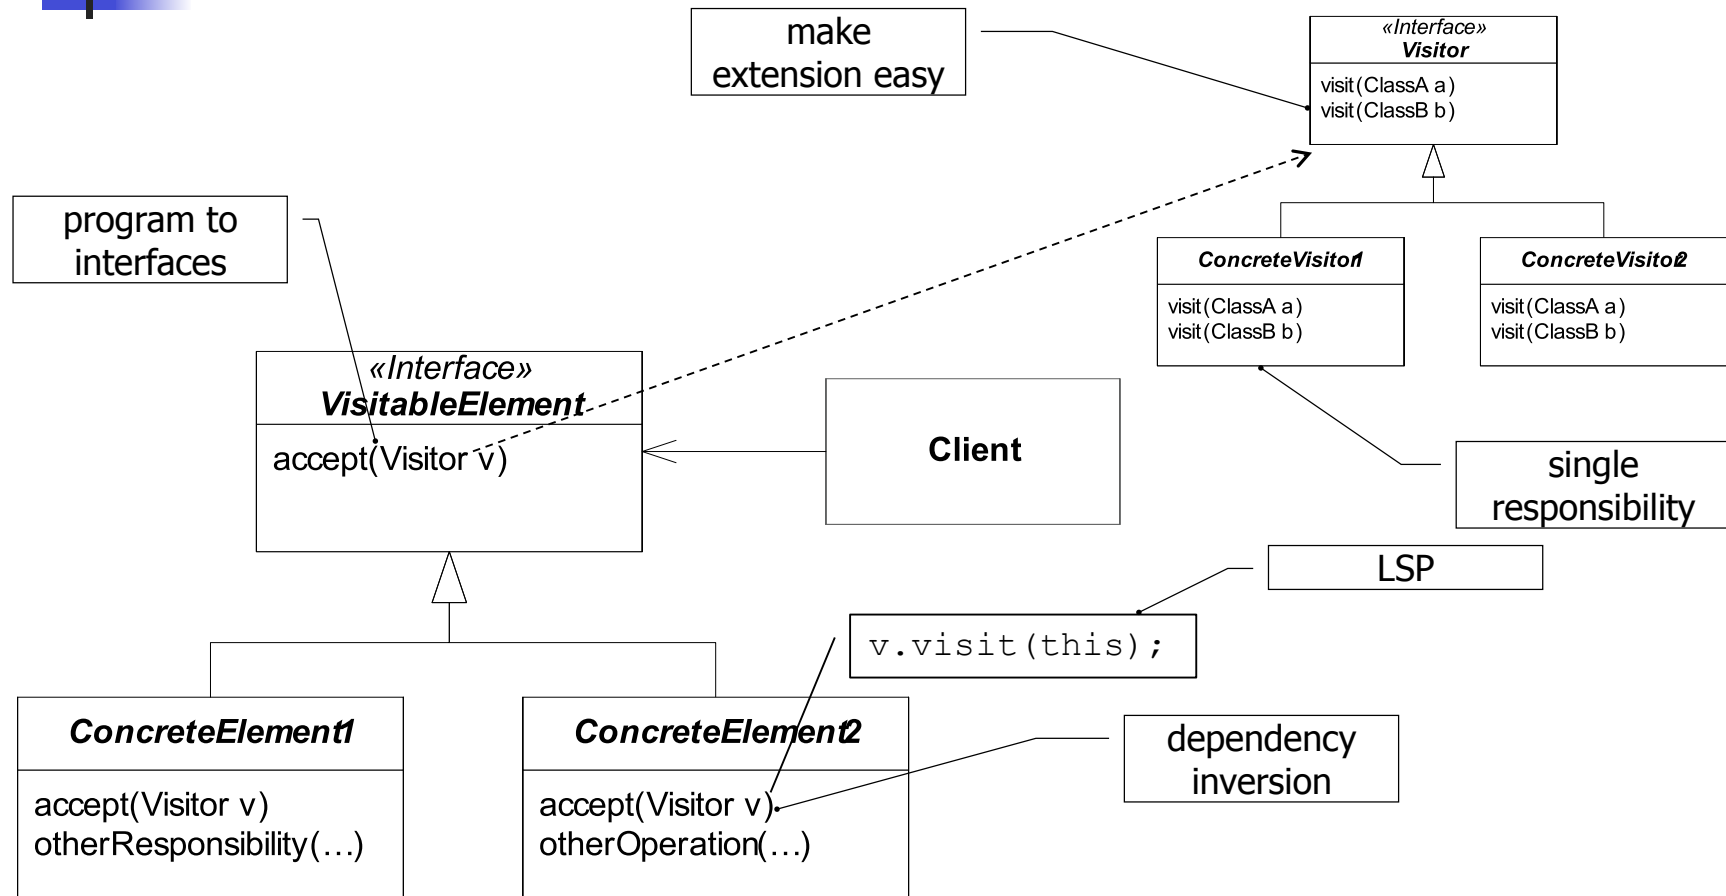 make
extension easy
«Interface»
Visitor
visit(ClassA a)
visit(ClassB b)
program to
interfaces
ConcreteVisitor1
visit(ClassA a)
visit(ClassB b)
ConcreteVisitor2
visit(ClassA a)
visit(ClassB b)
«Interface»
VisitableElement
accept(Visitor v)
Client
single
responsibility
LSP
v.visit(this);
ConcreteElement1
accept(Visitor v)
otherResponsibility(…)
ConcreteElement2
accept(Visitor v)
otherOperation(…)
dependency
inversion